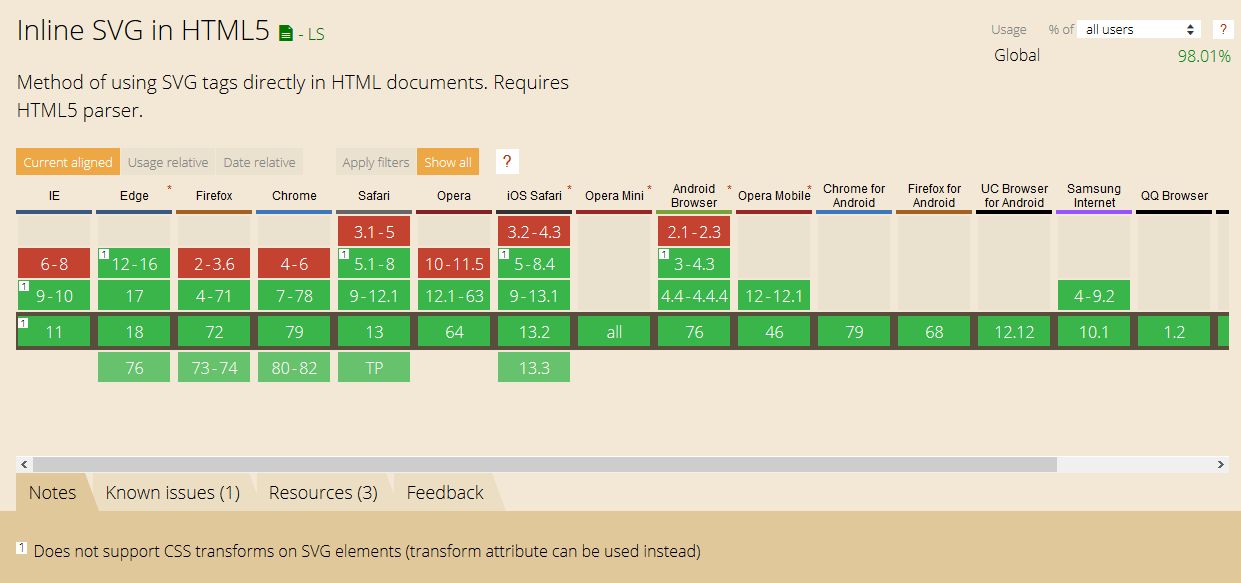 Inline SVG in HTML5 - LS
Usage % of all users ?
Global 98.01%
Method of using SVG tags directly in HTML documents. Requires
HTML5 parser.
Current aligned Usage relative Date relative Apply filters Show all ?
IE Edge * Firefox Chrome Safari Opera iOS Safari * Opera Mini * Android Browser * Opera Mobile * Chrome for Android Firefox for Android UC Browser for Android Samsung Internet QQ Browser
3.1-5 3.2-4.3 2.1-2.3
6-8 1 12-16 2-3.6 4-6 1 5.1-8 10-11.5 1 5-8.4 1 3-4.3
1 9-10 17 4-71 7-78 9-12.1 12.1-63 9-13.1 4.4-4.4.4 12-12.1 4-9.2
1 11 18 72 79 13 64 13.2 all 76 46 79 68 12.12 10.1 1.2
76 73-74 80-82 TP 13.3
Notes Known issues (1) Resources (3) Feedback
1 Does not support CSS transforms on SVG elements (transform attribute can be used instead)